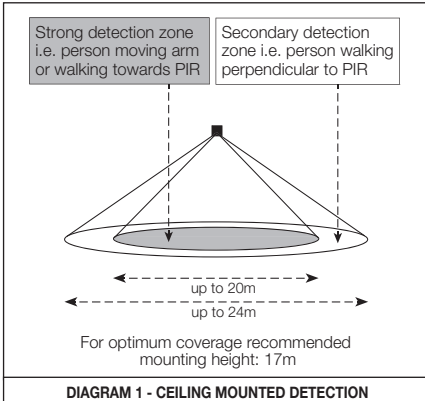 Strong detection zone
i.e. person moving arm
or walking towards PIR
Secondary detection
zone i.e. person walking
perpendicular to PIR
up to 20m
up to 24m
For optimum coverage recommended
mounting height: 17m
DIAGRAM 1 - CEILING MOUNTED DETECTION